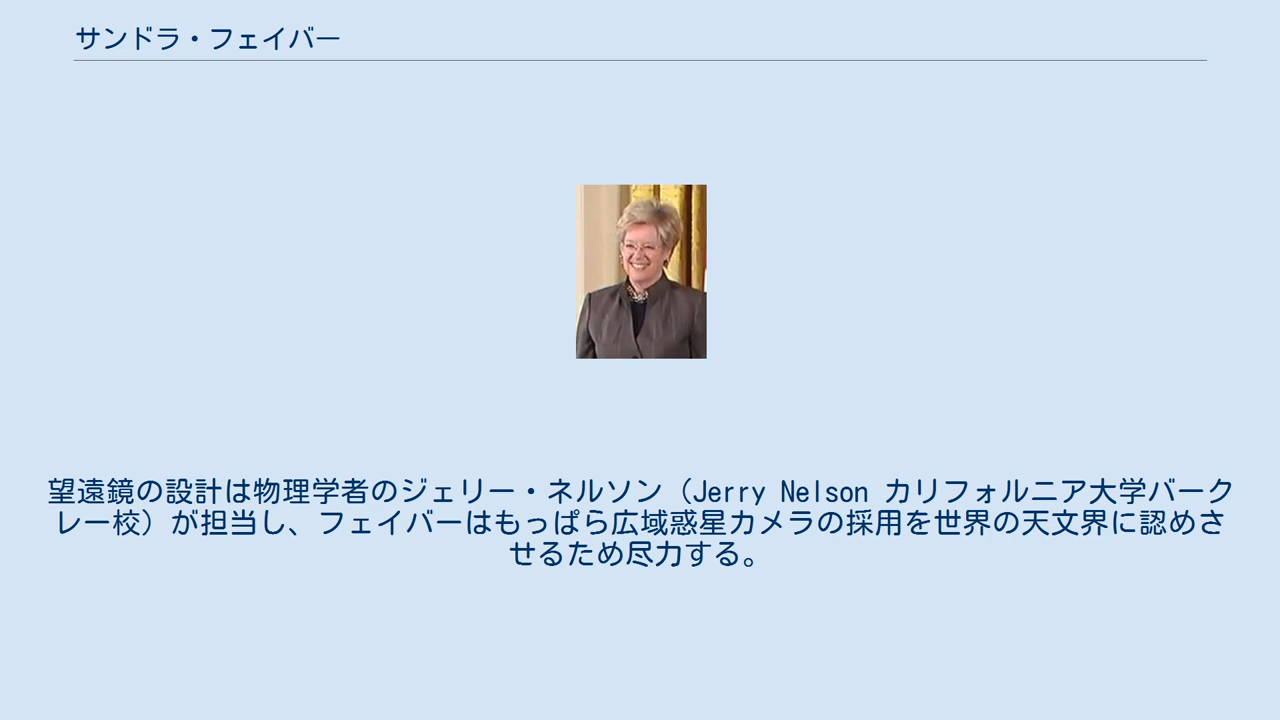 サンドラ・フェイバー
望遠鏡の設計は物理学者のジェリー・ネルソン（Jerry Nelson カリフォルニア大学バーク
レー校）が担当し、フェイバーはもっぱら広域惑星カメラの採用を世界の天文界に認めさ
せるため尽力する。